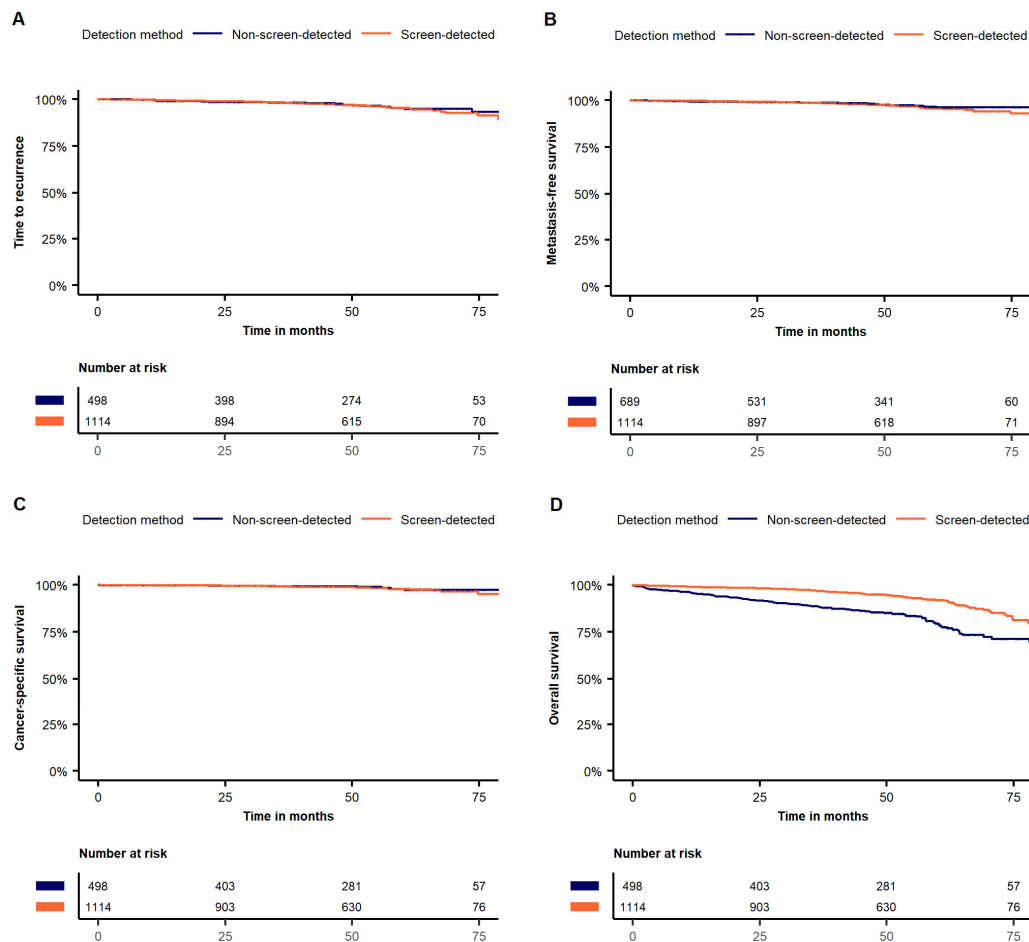 A
Detection method Non-screen-detected Screen-detected
100%
75%
50%
25%
0%
Time to recurrence
0 25 50 75
Time in months
Number at risk
498 398 274 53
1114 894 615 70
0 25 50 75
B
Detection method Non-screen-detected Screen-detected
100%
75%
50%
25%
0%
Metastasis-free survival
0 25 50 75
Time in months
Number at risk
689 531 341 60
1114 897 618 71
0 25 50 75
C
Detection method Non-screen-detected Screen-detected
100%
75%
50%
25%
0%
Cancer-specific survival
0 25 50 75
Time in months
Number at risk
498 403 281 57
1114 903 630 76
0 25 50 75
D
Detection method Non-screen-detected Screen-detected
100%
75%
50%
25%
0%
Overall survival
0 25 50 75
Time in months
Number at risk
498 403 281 57
1114 903 630 76
0 25 50 75